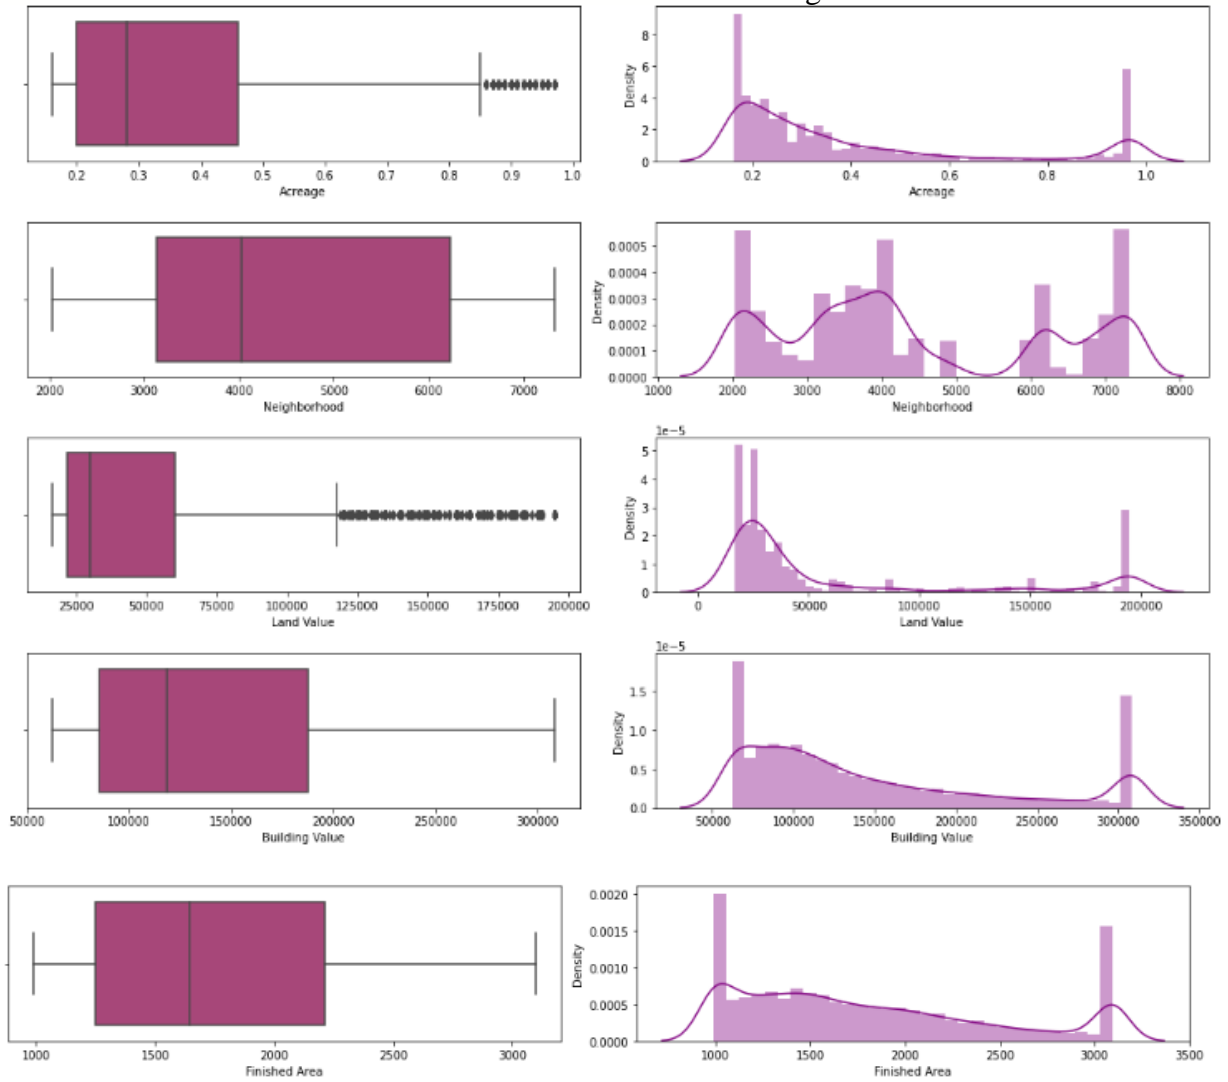 g
8
6
4
2
0
Density
0.2 0.3 0.4 0.5 0.6 0.7 0.8 0.9 1.0
Acreage
0.2 0.4 0.6 0.8 1.0
Acreage
0.0005
0.0004
0.0003
0.0002
0.0001
0.0000
Density
2000 3000 4000 5000 6000 7000
Neighborhood
1000 2000 3000 4000 5000 6000 7000 8000
Neighborhood
1e-5
5
4
3
2
1
0
Density
25000 50000 75000 100000 125000 150000 175000 200000
Land Value
0 50000 100000 150000 200000
Land Value
1e-5
1.5
1.0
0.5
0.0
Density
50000 100000 150000 200000 250000 300000
Building Value
50000 100000 150000 200000 250000 300000 350000
Building Value
0.0020
0.0015
0.0010
0.0005
0.0000
Density
1000 1500 2000 2500 3000
Finished Area
1000 1500 2000 2500 3000 3500
Finished Area